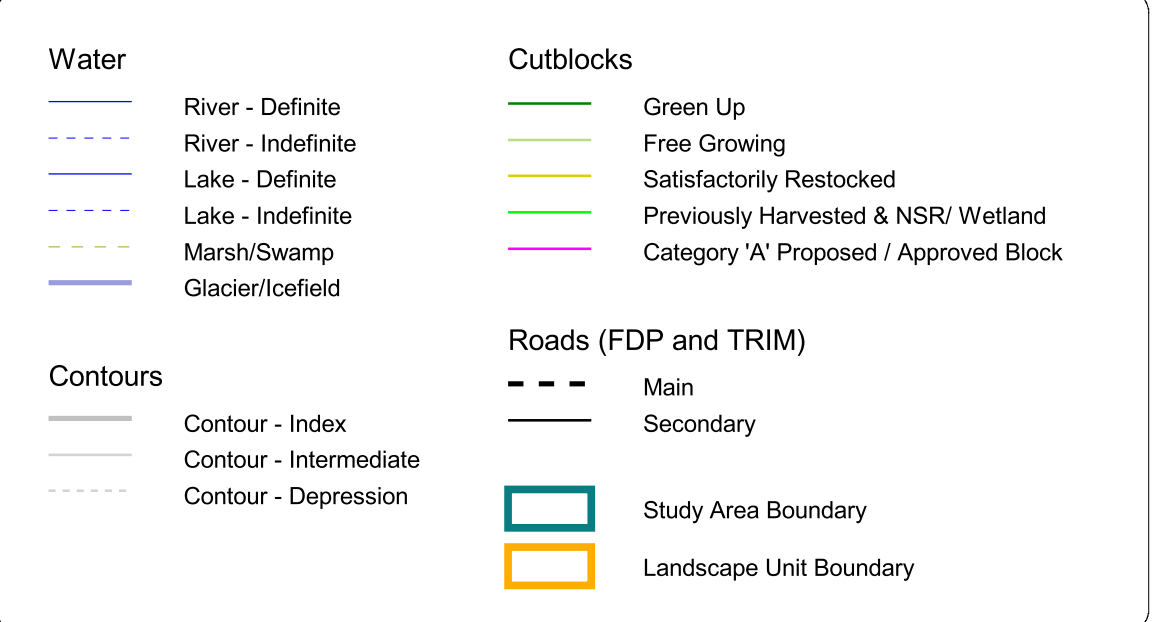 Water
River - Definite
River - Indefinite
Lake - Definite
Lake - Indefinite
Marsh/Swamp
Glacier/Icefield
Contours
Contour - Index
Contour - Intermediate
Contour - Depression
Cutblocks
Green Up
Free Growing
Satisfactorily Restocked
Previously Harvested & NSR/ Wetland
Category 'A' Proposed / Approved Block
Roads (FDP and TRIM)
Main
Secondary
Study Area Boundary
Landscape Unit Boundary